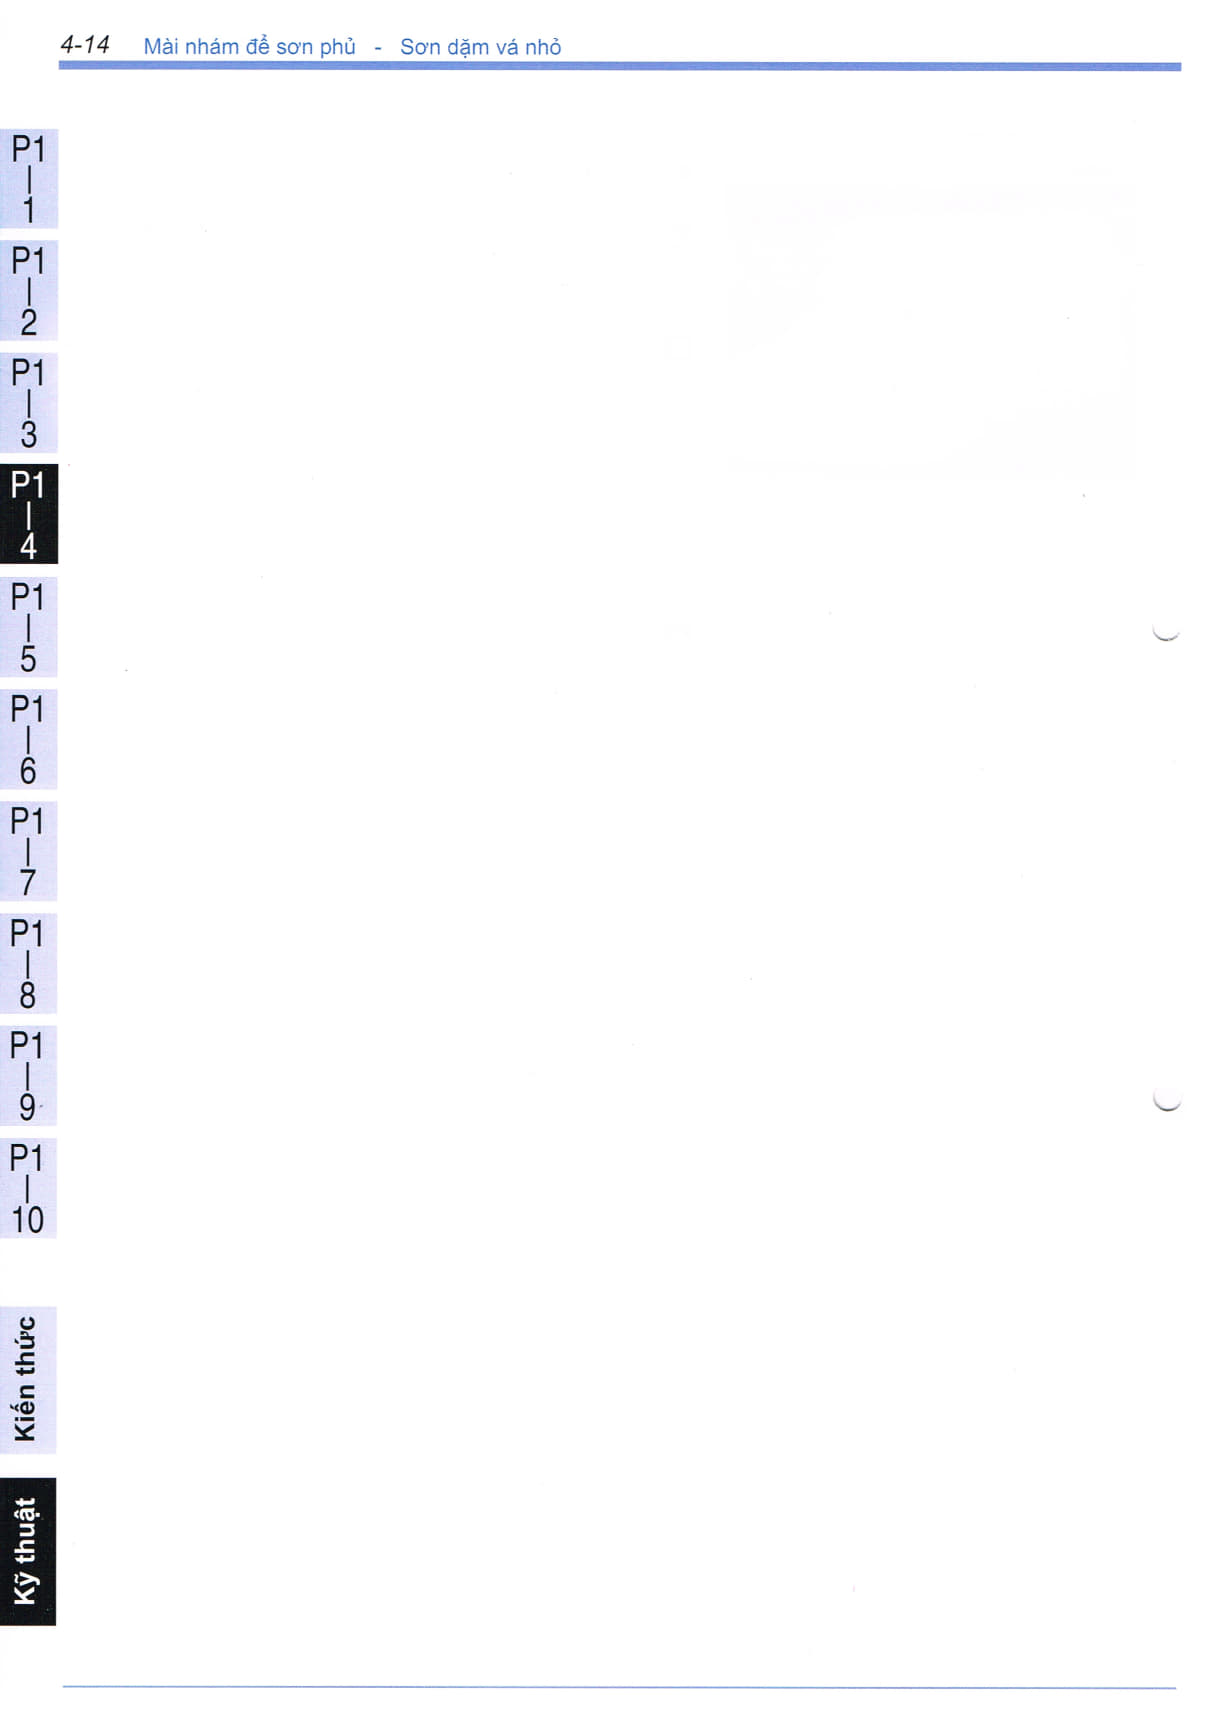 4-14 Mài nhám để sơn phủ - Sơn dặm vá nhỏ
P1
|
1
P1
|
2
P1
|
3
P1
|
4
P1
|
5
P1
|
6
P1
|
7
P1
|
8
P1
|
9
P1
|
10
Kiến thức
Kỹ thuật